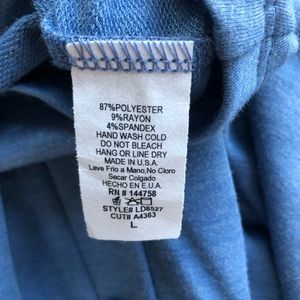 87%POLYESTER
9%RAYON
4%SPANDEX
HAND WASH COLD
DO NOT BLEACH
HANG OR LINE DRY
MADE IN U.S.A.
Lave Frio a Mano,No Cloro
Secar Colgado
HECHO EN E.U.A.
RN # 144758
STYLE# LD8527
CUT# A4363
L